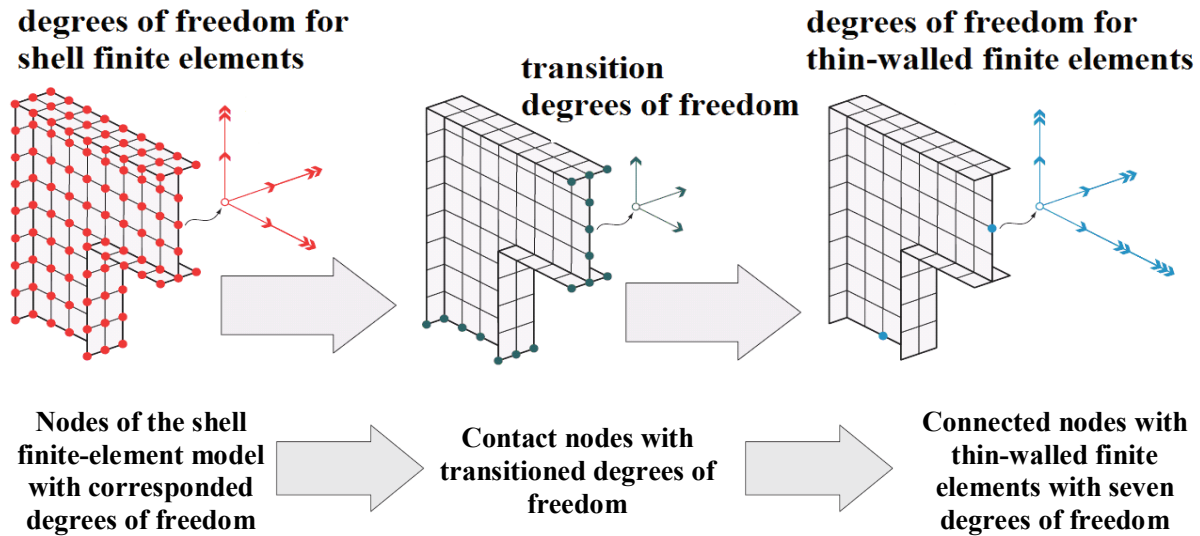 degrees of freedom for
shell finite elements
transition
degrees of freedom
degrees of freedom for
thin-walled finite elements
Nodes of the shell
finite-element model
with corresponded
degrees of freedom
Contact nodes with
transitioned degrees of
freedom
Connected nodes with
thin-walled finite
elements with seven
degrees of freedom